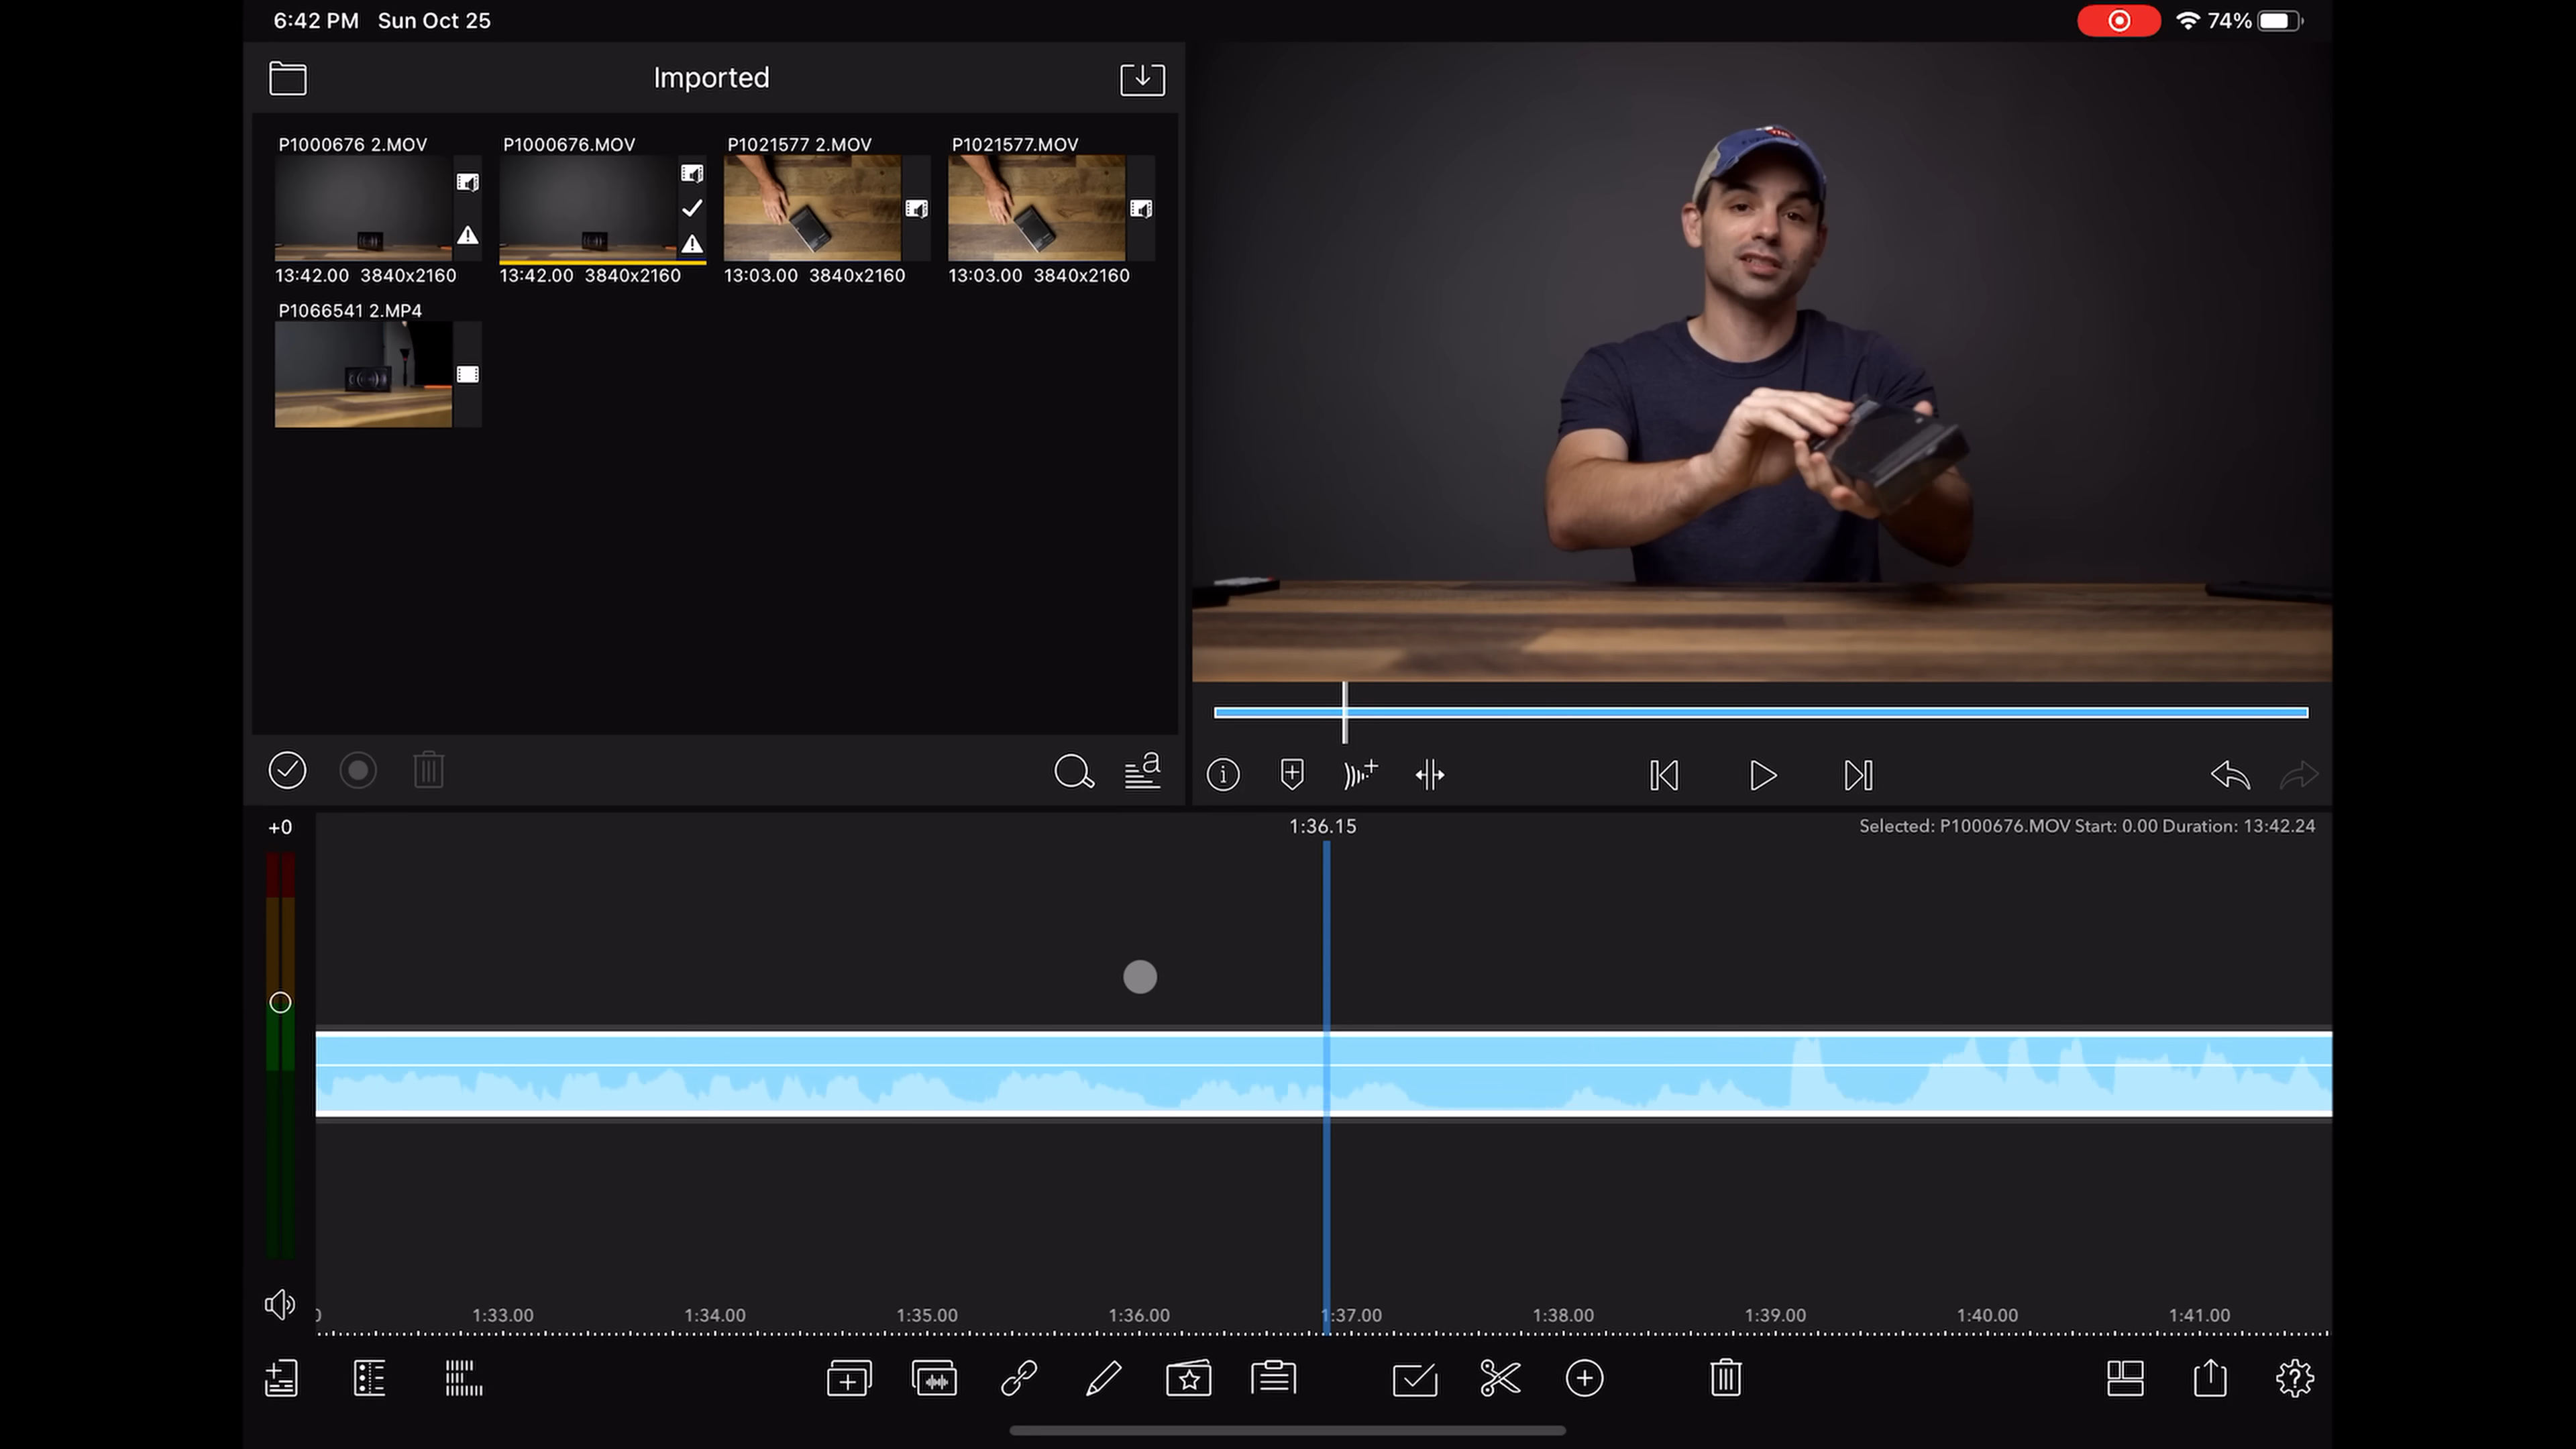 6:42 PM Sun Oct 25
74%
Imported
P1000676 2.MOV
P1000676.MOV
P1021577 2.MOV
P1021577.MOV
13:42.00 3840x2160
13:42.00 3840x2160
13:03.00 3840x2160
13:03.00 3840x2160
P1066541 2.MP4
a
+0
1:36.15
Selected: P1000676.MOV Start: 0.00 Duration: 13:42.24
1:33.00
1:34.00
1:35.00
1:36.00
1:37.00
1:38.00
1:39.00
1:40.00
1:41.00